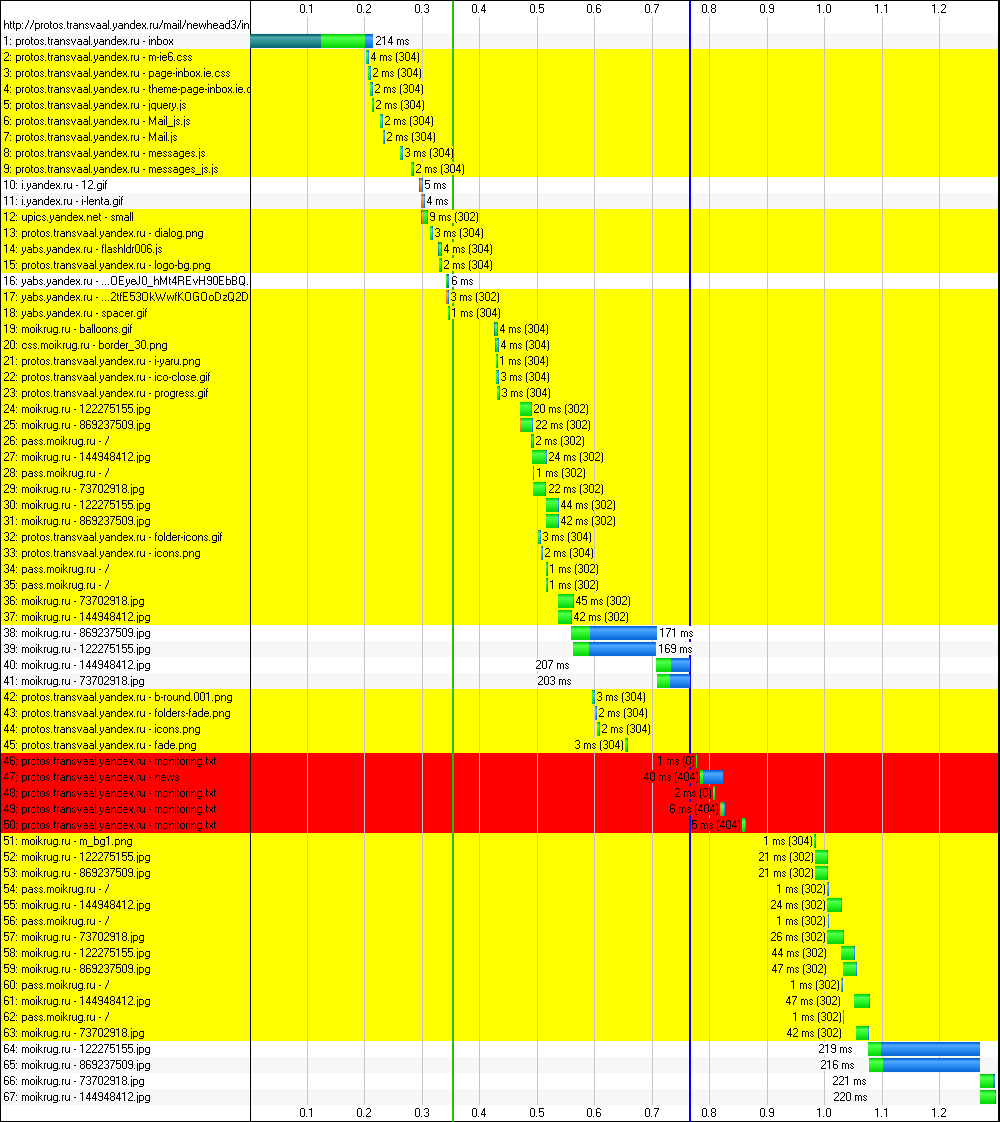 0.1 0.2 0.3 0.4 0.5 0.6 0.7 0.8 0.9 1.0 1.1 1.2
http://protos.transvaal.yandex.ru/mail/newhead3/in
1: protos.transvaal.yandex.ru - inbox 214 ms
2: protos.transvaal.yandex.ru - m-ie6.css 4 ms (304)
3: protos.transvaal.yandex.ru - page-inbox.ie.css 2 ms (304)
4: protos.transvaal.yandex.ru - theme-page-inbox.ie.c 2 ms (304)
5: protos.transvaal.yandex.ru - jquery.js 2 ms (304)
6: protos.transvaal.yandex.ru - Mail_js.js 2 ms (304)
7: protos.transvaal.yandex.ru - Mail.js 2 ms (304)
8: protos.transvaal.yandex.ru - messages.js 3 ms (304)
9: protos.transvaal.yandex.ru - messages_js.js 2 ms (304)
10: i.yandex.ru - 12.gif 5 ms
11: i.yandex.ru - i-lenta.gif 4 ms
12: upics.yandex.net - small 9 ms (302)
13: protos.transvaal.yandex.ru - dialog.png 3 ms (304)
14: yabs.yandex.ru - flashldr006.js 4 ms (304)
15: protos.transvaal.yandex.ru - logo-bg.png 2 ms (304)
16: yabs.yandex.ru - ...OEyeJ0_hMt4REvH90EbBQ. 6 ms
17: yabs.yandex.ru - ...2tfE53OkWwfKOGOoDzQ2D 3 ms (302)
18: yabs.yandex.ru - spacer.gif 1 ms (304)
19: moikrug.ru - balloons.gif 4 ms (304)
20: css.moikrug.ru - border_30.png 4 ms (304)
21: protos.transvaal.yandex.ru - i-yaru.png 1 ms (304)
22: protos.transvaal.yandex.ru - ico-close.gif 3 ms (304)
23: protos.transvaal.yandex.ru - progress.gif 3 ms (304)
24: moikrug.ru - 122275155.jpg 20 ms (302)
25: moikrug.ru - 869237509.jpg 22 ms (302)
26: pass.moikrug.ru - / 2 ms (302)
27: moikrug.ru - 144948412.jpg 24 ms (302)
28: pass.moikrug.ru - / 1 ms (302)
29: moikrug.ru - 73702918.jpg 22 ms (302)
30: moikrug.ru - 122275155.jpg 44 ms (302)
31: moikrug.ru - 869237509.jpg 42 ms (302)
32: protos.transvaal.yandex.ru - folder-icons.gif 3 ms (304)
33: protos.transvaal.yandex.ru - icons.png 2 ms (304)
34: pass.moikrug.ru - / 1 ms (302)
35: pass.moikrug.ru - / 1 ms (302)
36: moikrug.ru - 73702918.jpg 45 ms (302)
37: moikrug.ru - 144948412.jpg 42 ms (302)
38: moikrug.ru - 869237509.jpg 171 ms
39: moikrug.ru - 122275155.jpg 169 ms
40: moikrug.ru - 144948412.jpg 207 ms
41: moikrug.ru - 73702918.jpg 203 ms
42: protos.transvaal.yandex.ru - b-round.001.png 3 ms (304)
43: protos.transvaal.yandex.ru - folders-fade.png 2 ms (304)
44: protos.transvaal.yandex.ru - icons.png 2 ms (304)
45: protos.transvaal.yandex.ru - fade.png 3 ms (304)
46: protos.transvaal.yandex.ru - monitoring.txt 1 ms (0)
47: protos.transvaal.yandex.ru - news 40 ms (404)
48: protos.transvaal.yandex.ru - monitoring.txt 2 ms (0)
49: protos.transvaal.yandex.ru - monitoring.txt 6 ms (404)
50: protos.transvaal.yandex.ru - monitoring.txt 5 ms (404)
51: moikrug.ru - m_bg1.png 1 ms (304)
52: moikrug.ru - 122275155.jpg 21 ms (302)
53: moikrug.ru - 869237509.jpg 21 ms (302)
54: pass.moikrug.ru - / 1 ms (302)
55: moikrug.ru - 144948412.jpg 24 ms (302)
56: pass.moikrug.ru - / 1 ms (302)
57: moikrug.ru - 73702918.jpg 26 ms (302)
58: moikrug.ru - 122275155.jpg 44 ms (302)
59: moikrug.ru - 869237509.jpg 47 ms (302)
60: pass.moikrug.ru - / 1 ms (302)
61: moikrug.ru - 144948412.jpg 47 ms (302)
62: pass.moikrug.ru - / 1 ms (302)
63: moikrug.ru - 73702918.jpg 42 ms (302)
64: moikrug.ru - 122275155.jpg 219 ms
65: moikrug.ru - 869237509.jpg 216 ms
66: moikrug.ru - 73702918.jpg 221 ms
67: moikrug.ru - 144948412.jpg 220 ms
0.1 0.2 0.3 0.4 0.5 0.6 0.7 0.8 0.9 1.0 1.1 1.2